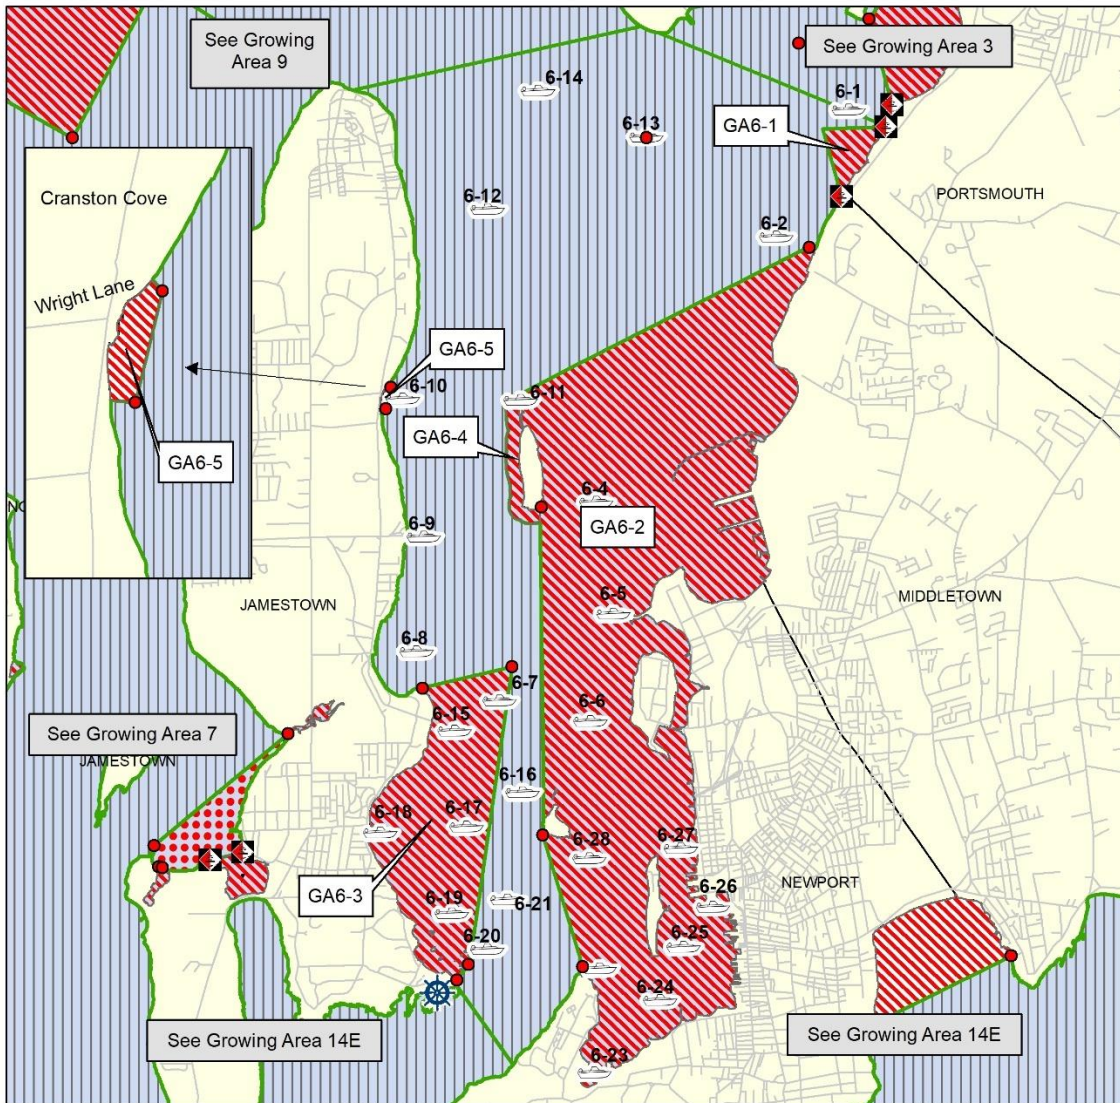 See Growing
Area 9
6-14
See Growing Area 3
6-1
6-13
GA6-1
Cranston Cove
6-12
PORTSMOUTH
6-2
Wright Lane
GA6-5
6-10
6-11
GA6-4
GA6-5
6-4
GA6-2
6-9
JAMESTOWN
6-5
MIDDLETOWN
6-8
6-7
6-15
6-6
See Growing Area 7
JAMESTOWN
6-16
6-18
6-17
6-28
6-27
NEWPORT
GA6-3
6-26
6-19
6-21
6-20
6-25
6-24
See Growing Area 14E
See Growing Area 14E
6-23